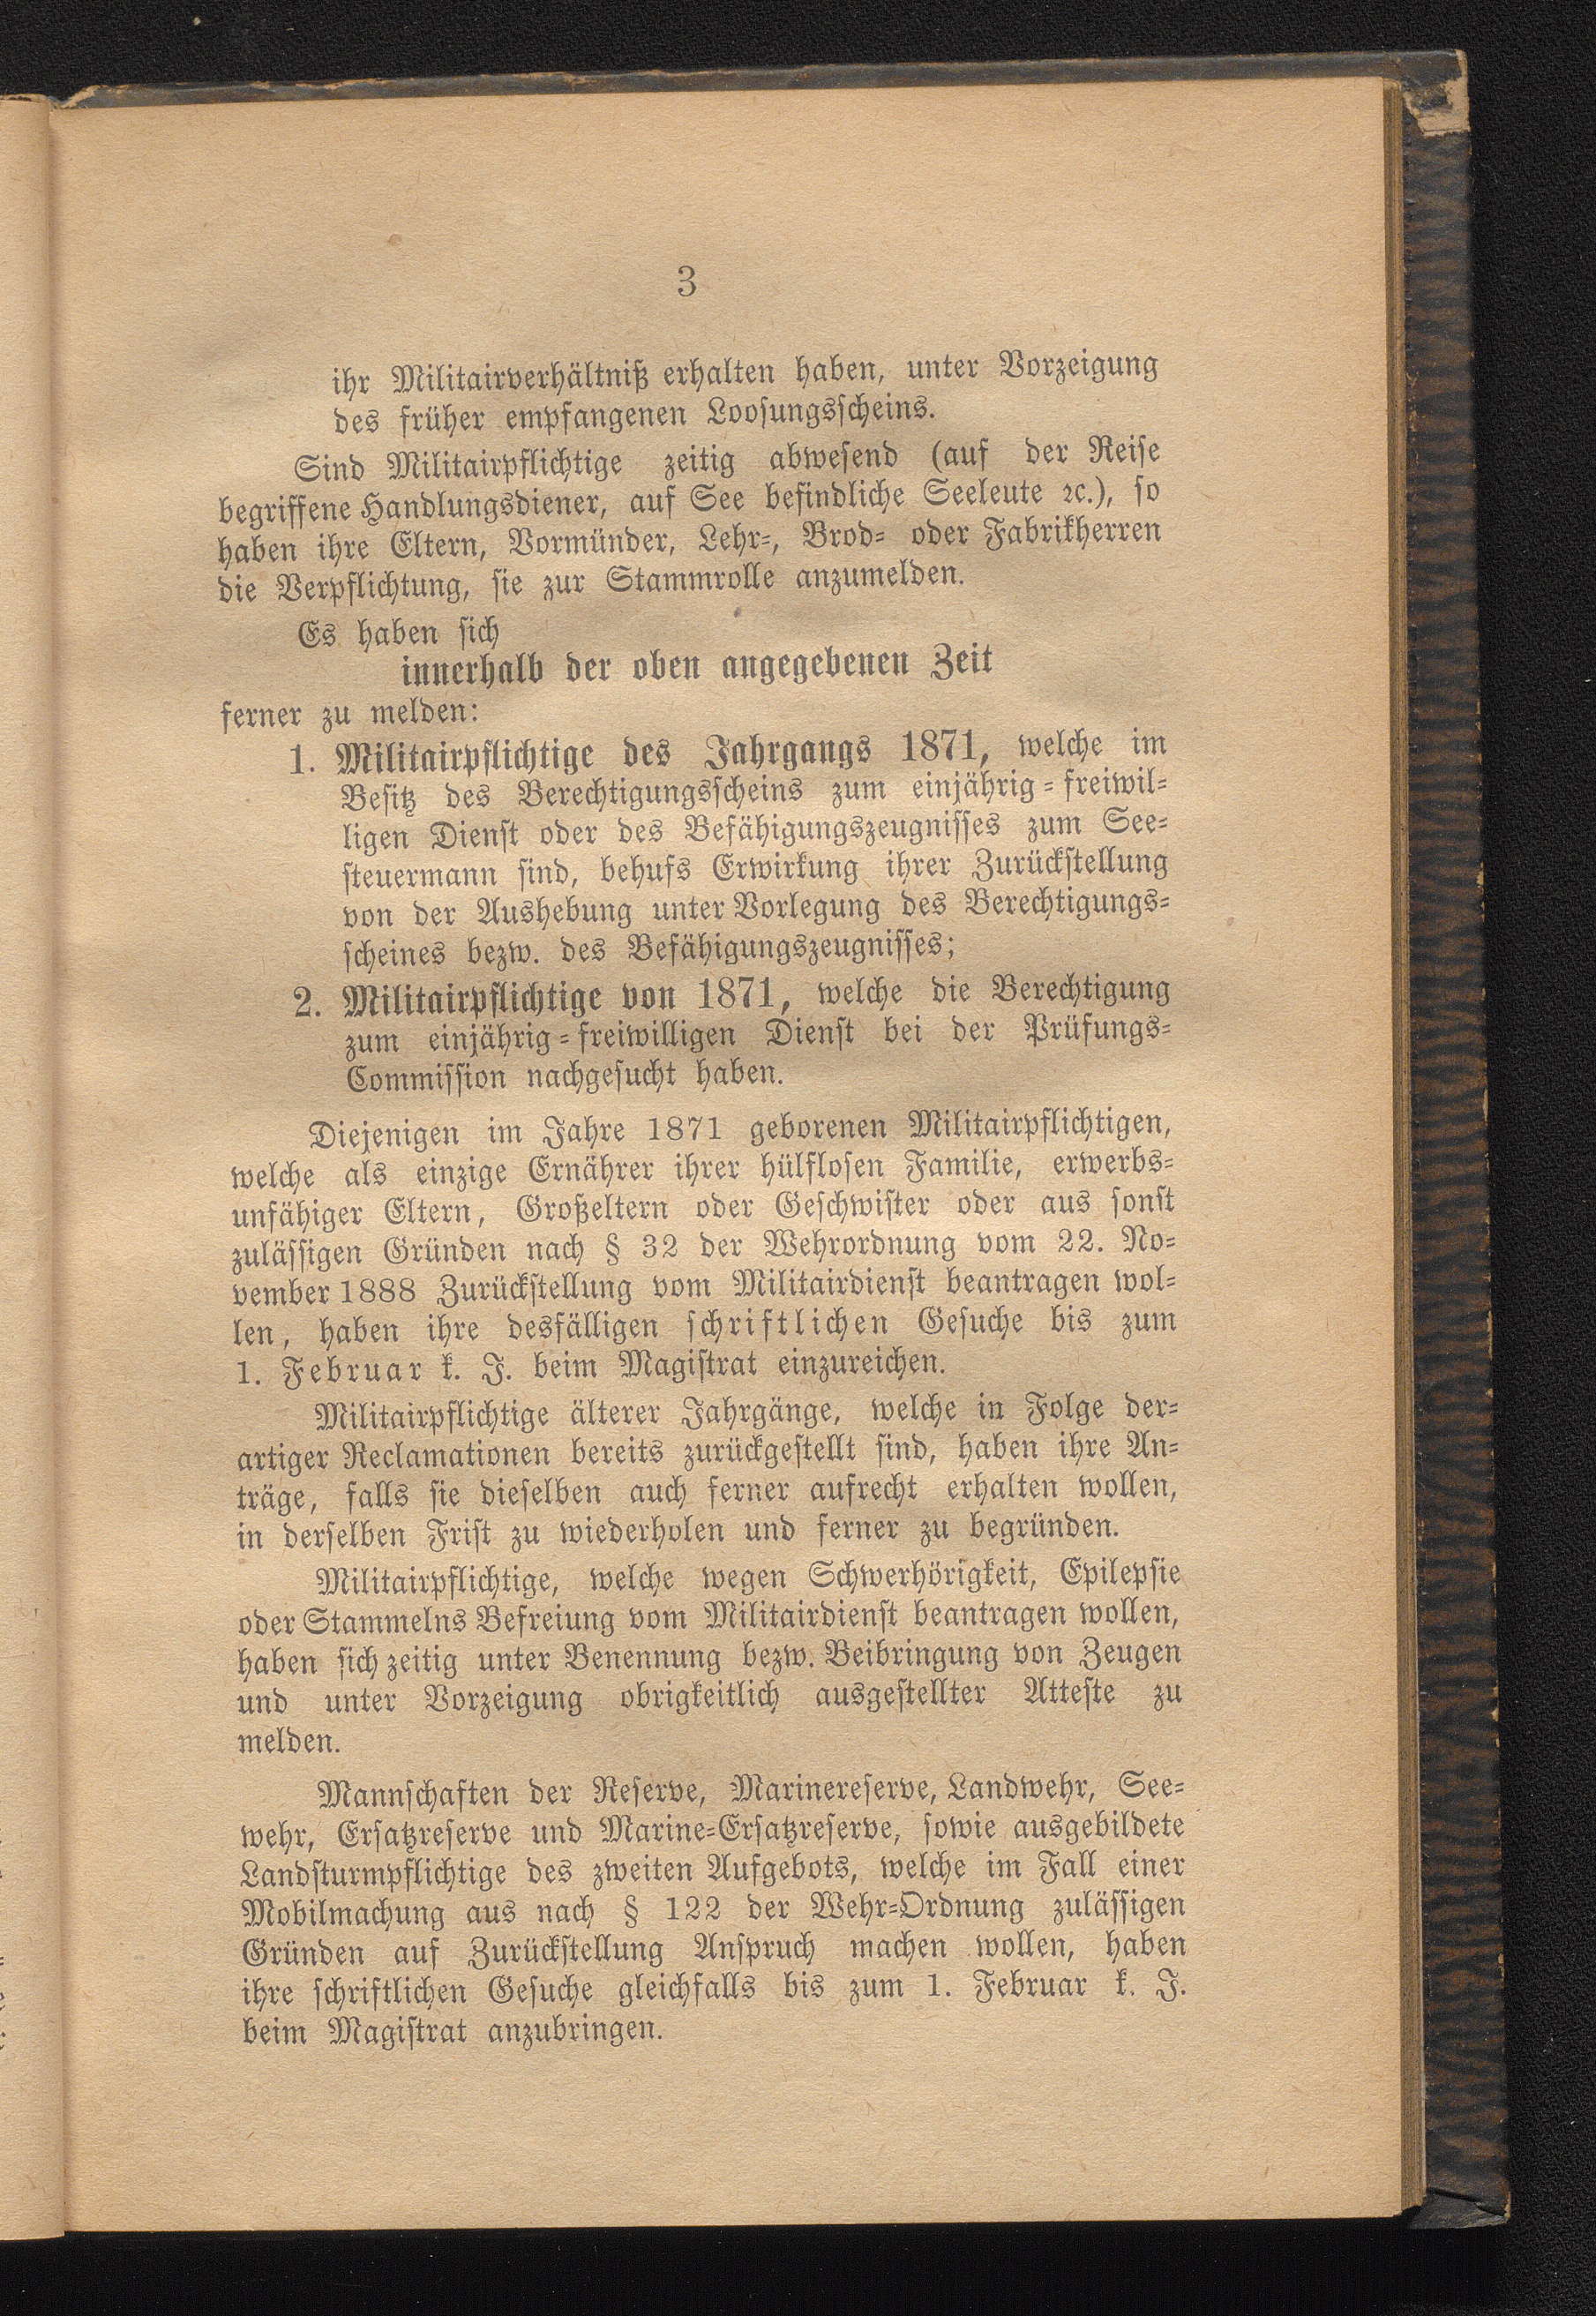 3
ihr Militairverhältniß erhalten haben, unter Vorzeigung
des früher empfangenen Loosungsscheins.
Sind Militairpflichtige zeitig abwesend (auf der Reise
begriffene Handlungsdiener, auf See befindliche Seeleute ꝛc.), so
haben ihre Eltern, Vormünder, Lehr-, Brod- oder Fabrikherren
die Verpflichtung, sie zur Stammrolle anzumelden.
Es haben sich
innerhalb der oben angegebenen Zeit
ferner zu melden:
1. Militairpflichtige des Jahrgangs 1871, welche im
Besitz des Berechtigungsscheins zum einjährig-freiwil-
ligen Dienst oder des Befähigungszeugnisses zum See-
steuermann sind, behufs Erwirkung ihrer Zurückstellung
von der Aushebung unter Vorlegung des Berechtigungs-
scheines bezw. des Befähigungszeugnisses;
2. Militairpflichtige von 1871, welche die Berechtigung
zum einjährig-freiwilligen Dienst bei der Prüfungs-
Commission nachgesucht haben.
Diejenigen im Jahre 1871 geborenen Militairpflichtigen,
welche als einzige Ernährer ihrer hülflosen Familie, erwerbs-
unfähiger Eltern, Großeltern oder Geschwister oder aus sonst
zulässigen Gründen nach § 32 der Wehrordnung vom 22. No-
vember 1888 Zurückstellung vom Militairdienst beantragen wol-
len, haben ihre desfälligen schriftlichen Gesuche bis zum
1. Februar k. J. beim Magistrat einzureichen.
Militairpflichtige älterer Jahrgänge, welche in Folge der-
artiger Reclamationen bereits zurückgestellt sind, haben ihre An-
träge, falls sie dieselben auch ferner aufrecht erhalten wollen,
in derselben Frist zu wiederholen und ferner zu begründen.
Militairpflichtige, welche wegen Schwerhörigkeit, Epilepsie
oder Stammelns Befreiung vom Militairdienst beantragen wollen,
haben sich zeitig unter Benennung bezw. Beibringung von Zeugen
und unter Vorzeigung obrigkeitlich ausgestellter Atteste zu
melden.
Mannschaften der Reserve, Marinereserve, Landwehr, See-
wehr, Ersatzreserve und Marine-Ersatzreserve, sowie ausgebildete
Landsturmpflichtige des zweiten Aufgebots, welche im Fall einer
Mobilmachung aus nach § 122 der Wehr-Ordnung zulässigen
Gründen auf Zurückstellung Anspruch machen wollen, haben
ihre schriftlichen Gesuche gleichfalls bis zum 1. Februar k. J.
beim Magistrat anzubringen.